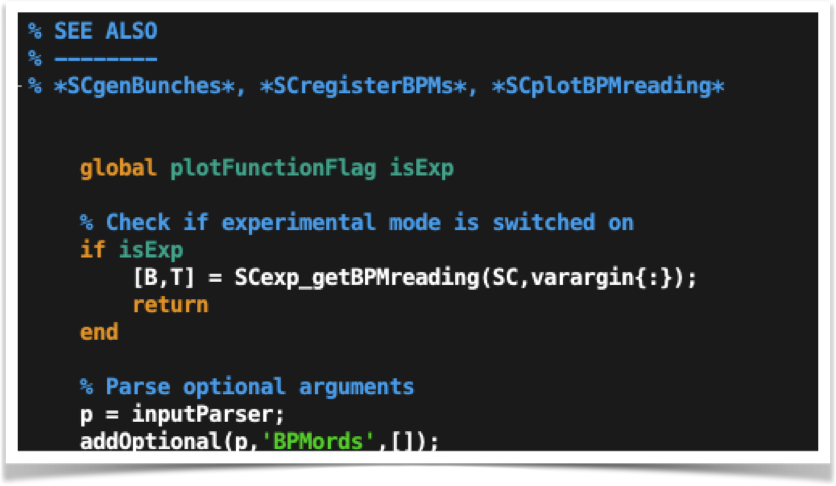 % SEE ALSO
% --------
% *SCgenBunches*, *SCregisterBPMs*, *SCplotBPMreading*
global plotFunctionFlag isExp
% Check if experimental mode is switched on
if isExp
[B,T] = SCexp_getBPMreading(SC,varargin{:});
return
end
% Parse optional arguments
p = inputParser;
addOptional(p,'BPMords',[]);